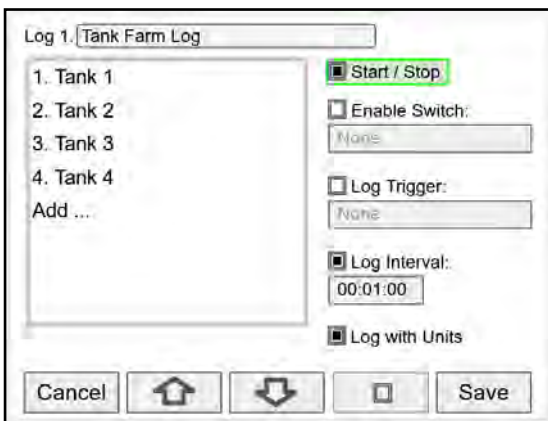 Log 1. Tank Farm Log
1. Tank 1
2. Tank 2
3. Tank 3
4. Tank 4
Add ...
Start / Stop
Enable Switch:
None
Log Trigger:
None
Log Interval:
00:01:00
Log with Units
Cancel
Save